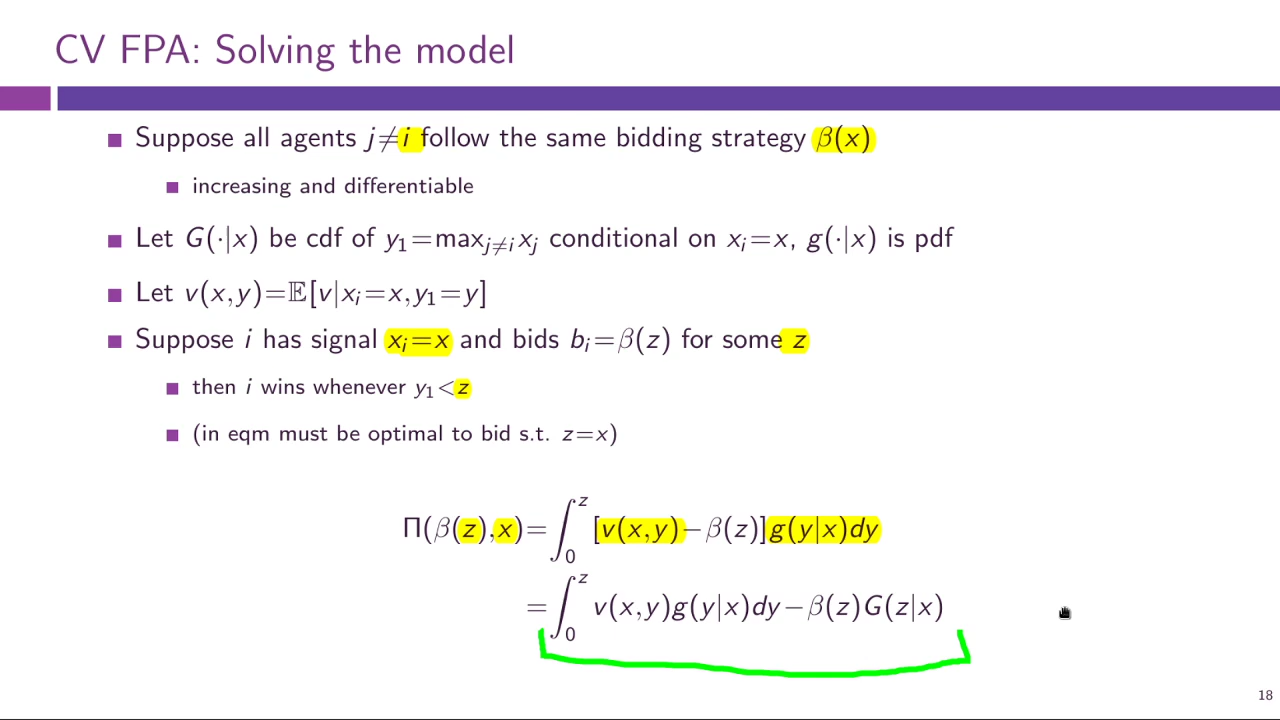 CV FPA: Solving the model
Suppose all agents j≠i follow the same bidding strategy β(x)
increasing and differentiable
Let G(·|x) be cdf of y₁=max_{j≠i} x_j conditional on x_i=x, g(·|x) is pdf
Let v(x,y)=𝔼[v|x_i=x,y₁=y]
Suppose i has signal x_i=x and bids b_i=β(z) for some z
then i wins whenever y₁<z
(in eqm must be optimal to bid s.t. z=x)
Π(β(z),x)=∫₀ᶻ[v(x,y)−β(z)]g(y|x)dy
=∫₀ᶻ v(x,y)g(y|x)dy−β(z)G(z|x)
18